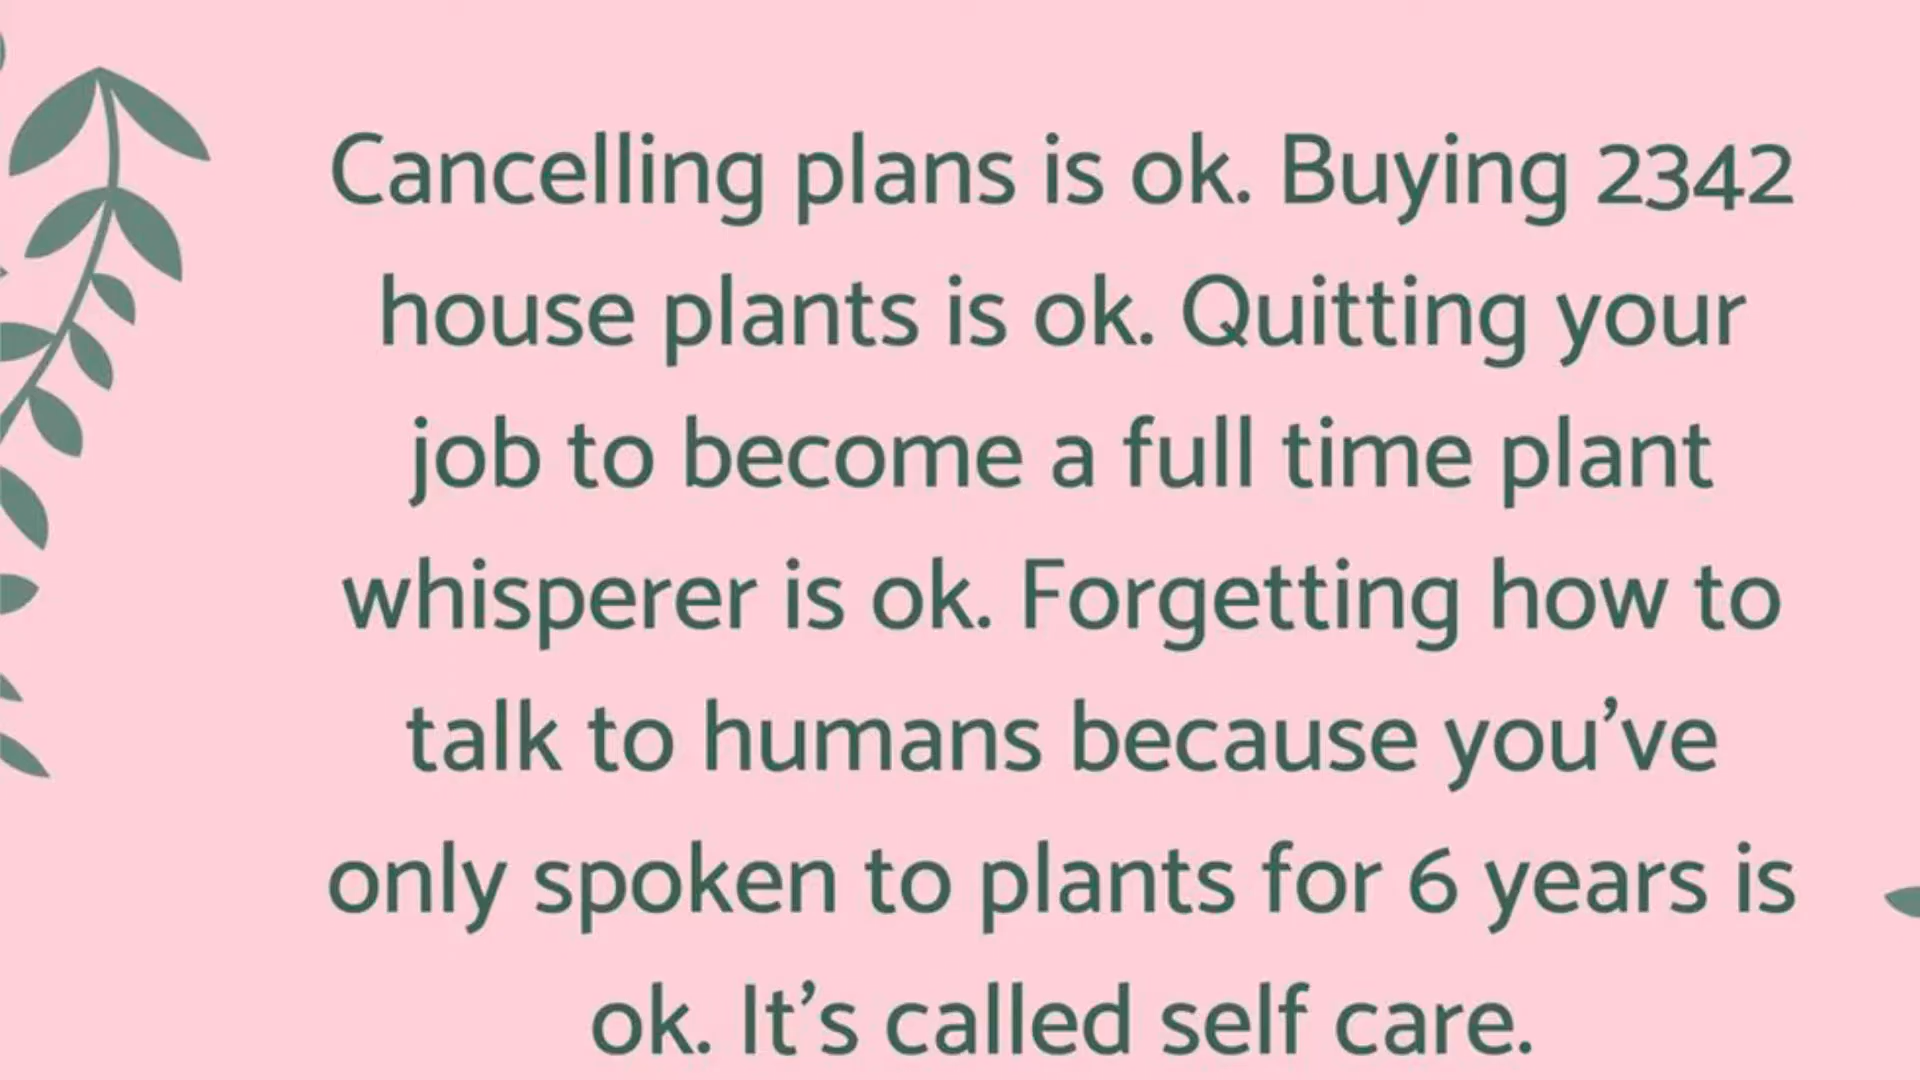 Cancelling plans is ok. Buying 2342
house plants is ok. Quitting your
job to become a full time plant
whisperer is ok. Forgetting how to
talk to humans because you’ve
only spoken to plants for 6 years is
ok. It’s called self care.